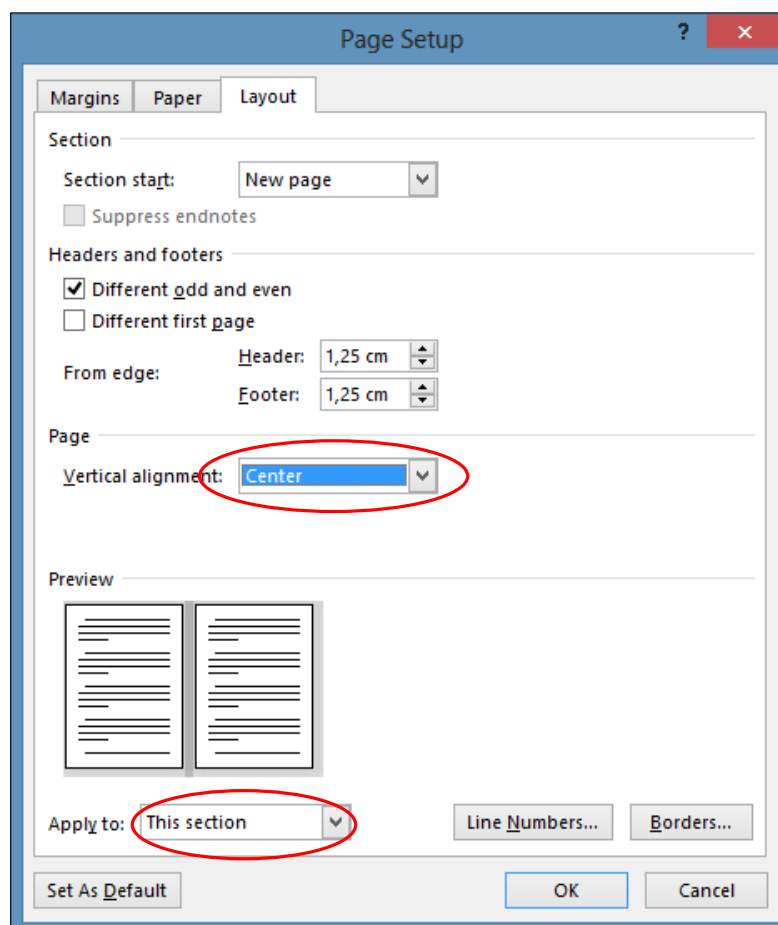 Page Setup ?
Margins Paper Layout
Section
Section start: New page
Suppress endnotes
Headers and footers
Different odd and even
Different first page
From edge:
Header: 1,25 cm
Footer: 1,25 cm
Page
Vertical alignment: Center
Preview
Apply to: This section Line Numbers... Borders...
Set As Default OK Cancel